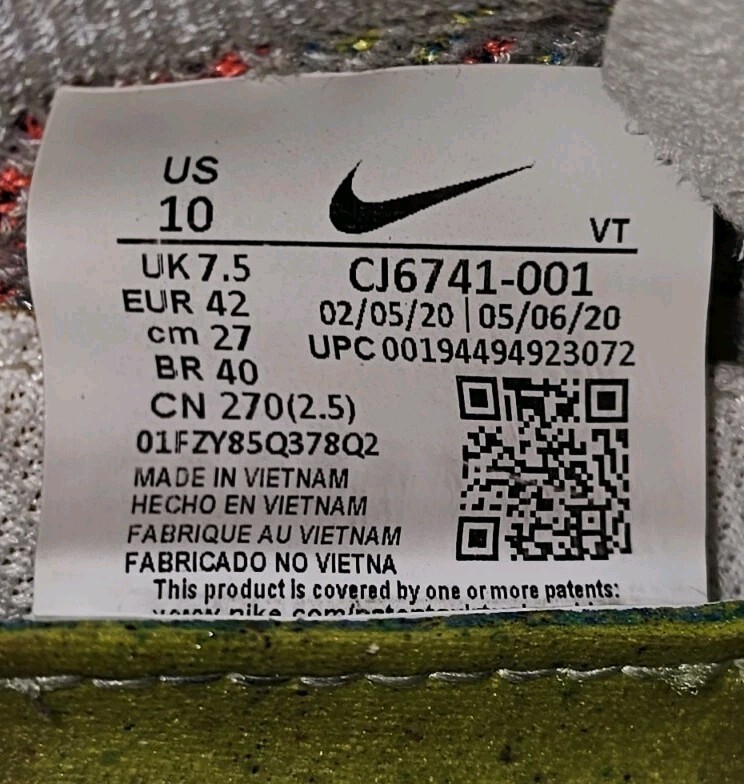 US
10
VT
UK 7.5
EUR 42
cm 27
BR 40
CN 270(2.5)
01FZY85Q378Q2
CJ6741-001
02/05/20 | 05/06/20
UPC 00194494923072
MADE IN VIETNAM
HECHO EN VIETNAM
FABRIQUE AU VIETNAM
FABRICADO NO VIETNA
This product is covered by one or more patents: